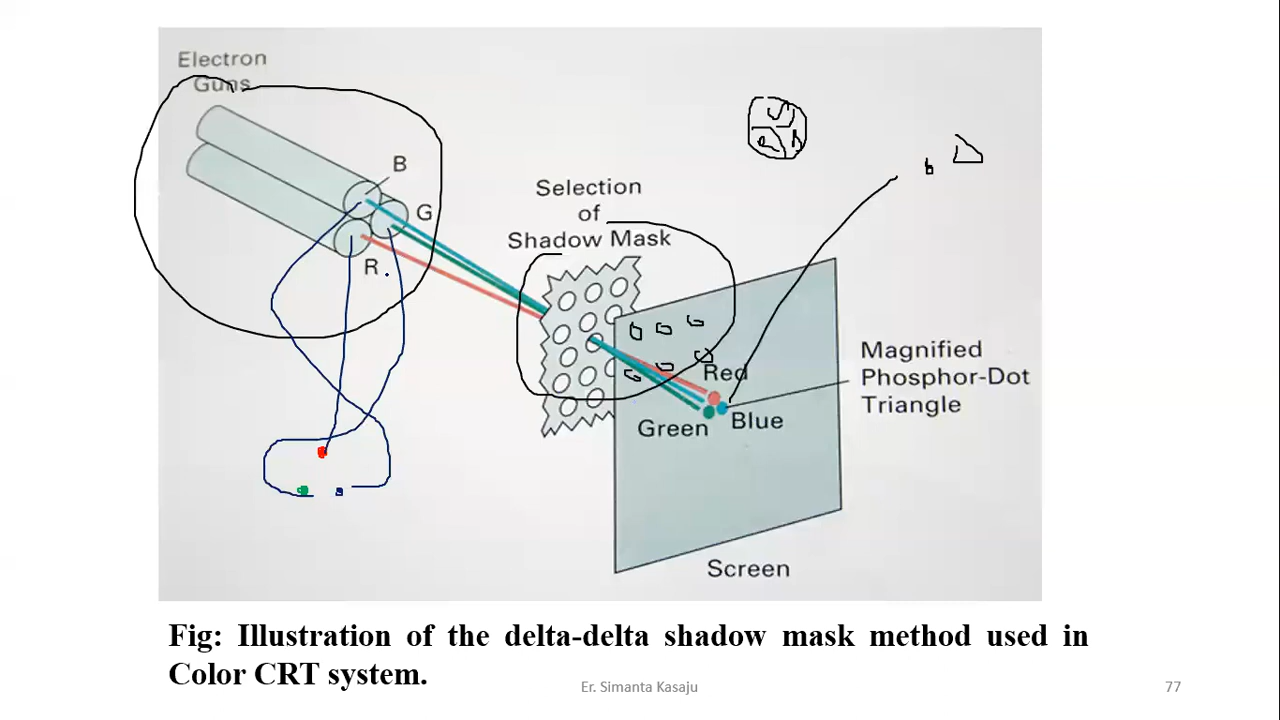 Electron
Guns
B
G
R
Selection
of
Shadow Mask
Red
Green
Blue
Magnified
Phosphor-Dot
Triangle
Screen
Fig: Illustration of the delta-delta shadow mask method used in
Color CRT system.
Er. Simanta Kasaju
77